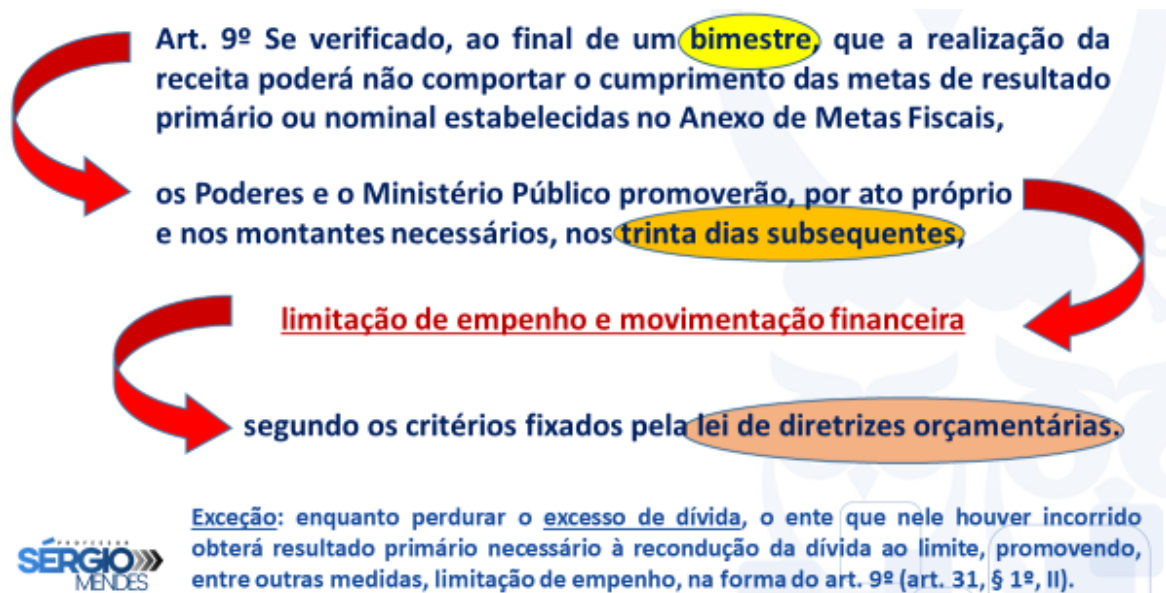 Art. 9º Se verificado, ao final de um bimestre, que a realização da
receita poderá não comportar o cumprimento das metas de resultado
primário ou nominal estabelecidas no Anexo de Metas Fiscais,
os Poderes e o Ministério Público promoverão, por ato próprio
e nos montantes necessários, nos trinta dias subsequentes,
limitação de empenho e movimentação financeira
segundo os critérios fixados pela lei de diretrizes orçamentárias.
Exceção: enquanto perdurar o excesso de dívida, o ente que nele houver incorrido
obterá resultado primário necessário à recondução da dívida ao limite, promovendo,
entre outras medidas, limitação de empenho, na forma do art. 9º (art. 31, § 1º, II).
PROFESSOR
SÉRGIO
MENDES